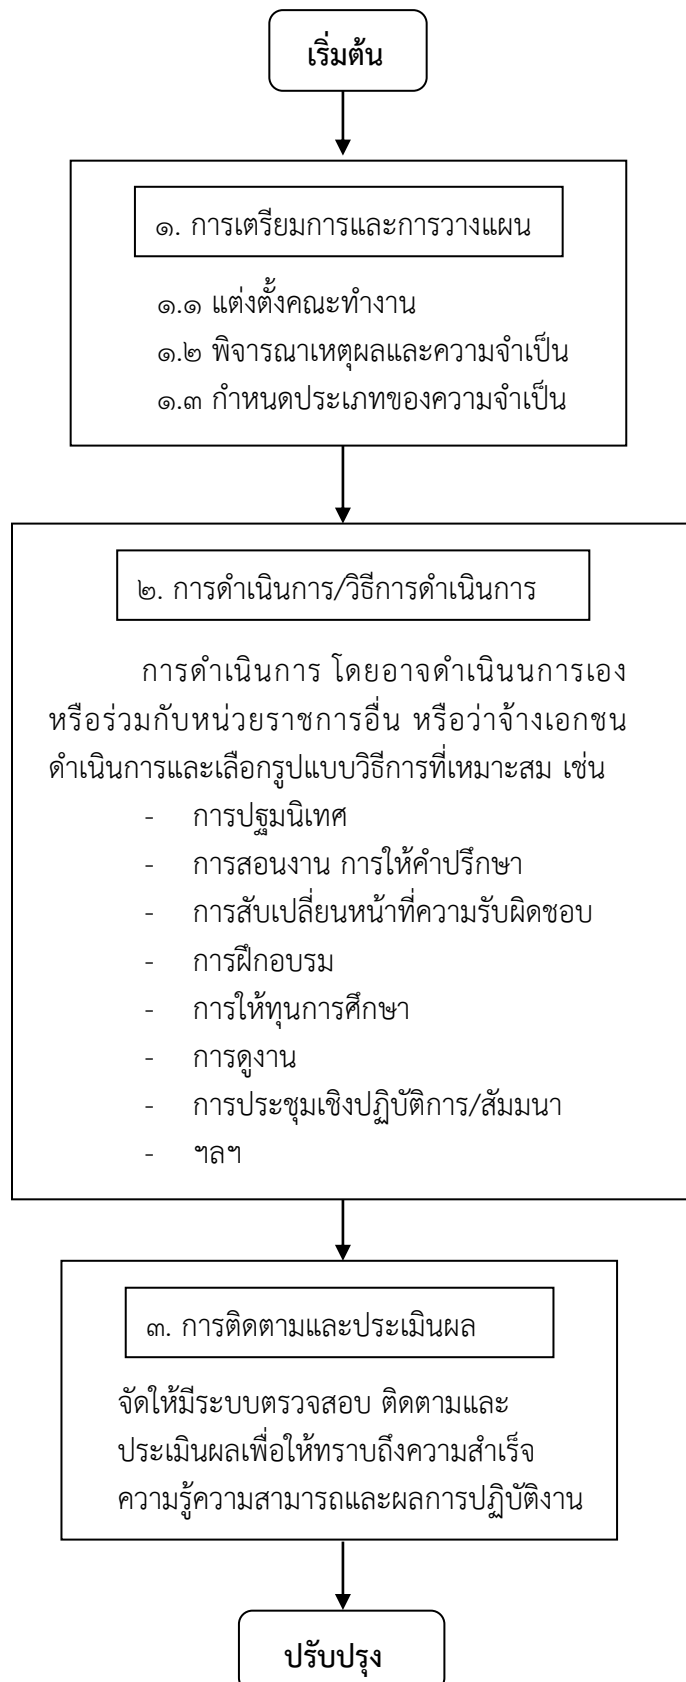 เริ่มต้น
๑. การเตรียมการและการวางแผน
๑.๑ แต่งตั้งคณะทำงาน
๑.๒ พิจารณาเหตุผลและความจำเป็น
๑.๓ กำหนดประเภทของความจำเป็น
๒. การดำเนินการ/วิธีการดำเนินการ
การดำเนินการ โดยอาจดำเนินนการเอง
หรือร่วมกับหน่วยราชการอื่น หรือว่าจ้างเอกชน
ดำเนินการและเลือกรูปแบบวิธีการที่เหมาะสม เช่น
- การปฐมนิเทศ
- การสอนงาน การให้คำปรึกษา
- การสับเปลี่ยนหน้าที่ความรับผิดชอบ
- การฝึกอบรม
- การให้ทุนการศึกษา
- การดูงาน
- การประชุมเชิงปฏิบัติการ/สัมมนา
- ฯลฯ
๓. การติดตามและประเมินผล
จัดให้มีระบบตรวจสอบ ติดตามและ
ประเมินผลเพื่อให้ทราบถึงความสำเร็จ
ความรู้ความสามารถและผลการปฏิบัติงาน
ปรับปรุง